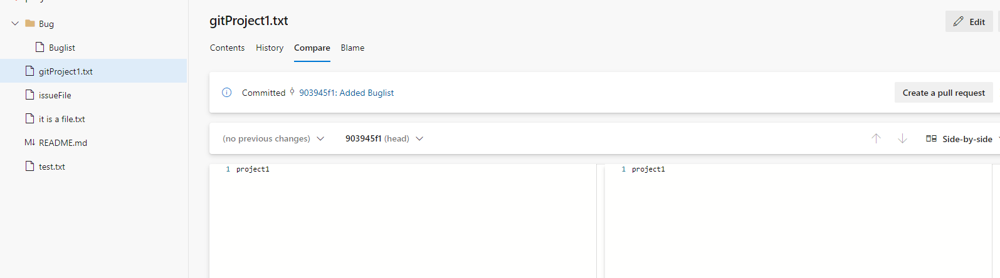 Bug
Buglist
gitProject1.txt
issueFile
it is a file.txt
README.md
test.txt
gitProject1.txt
Edit
Contents History Compare Blame
Committed 903945f1: Added Buglist
Create a pull request
(no previous changes) 903945f1 (head)
Side-by-side
1 project1
1 project1